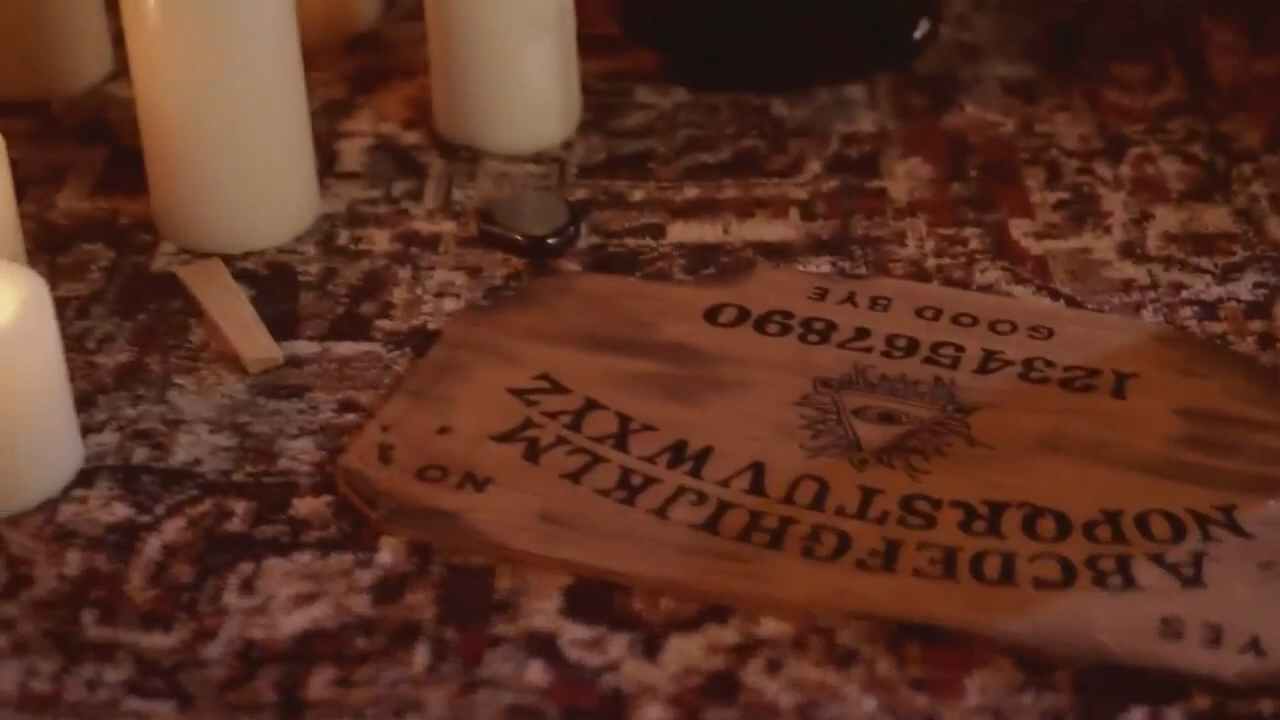 YES NO
ABCDEFGHIJKLM
NOPQRSTUVWXYZ
1234567890
GOOD BYE